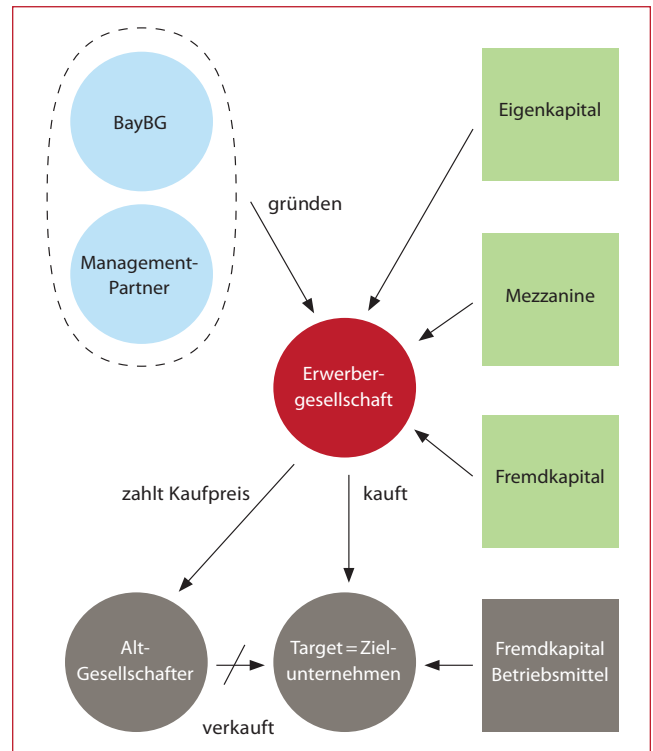 BayBG
Eigenkapital
gründen
Management-
Partner
Mezzanine
Erwerber-
gesellschaft
Fremdkapital
zahlt Kaufpreis
kauft
Alt-
Gesellschafter
Target = Ziel-
unternehmen
Fremdkapital
Betriebsmittel
verkauft